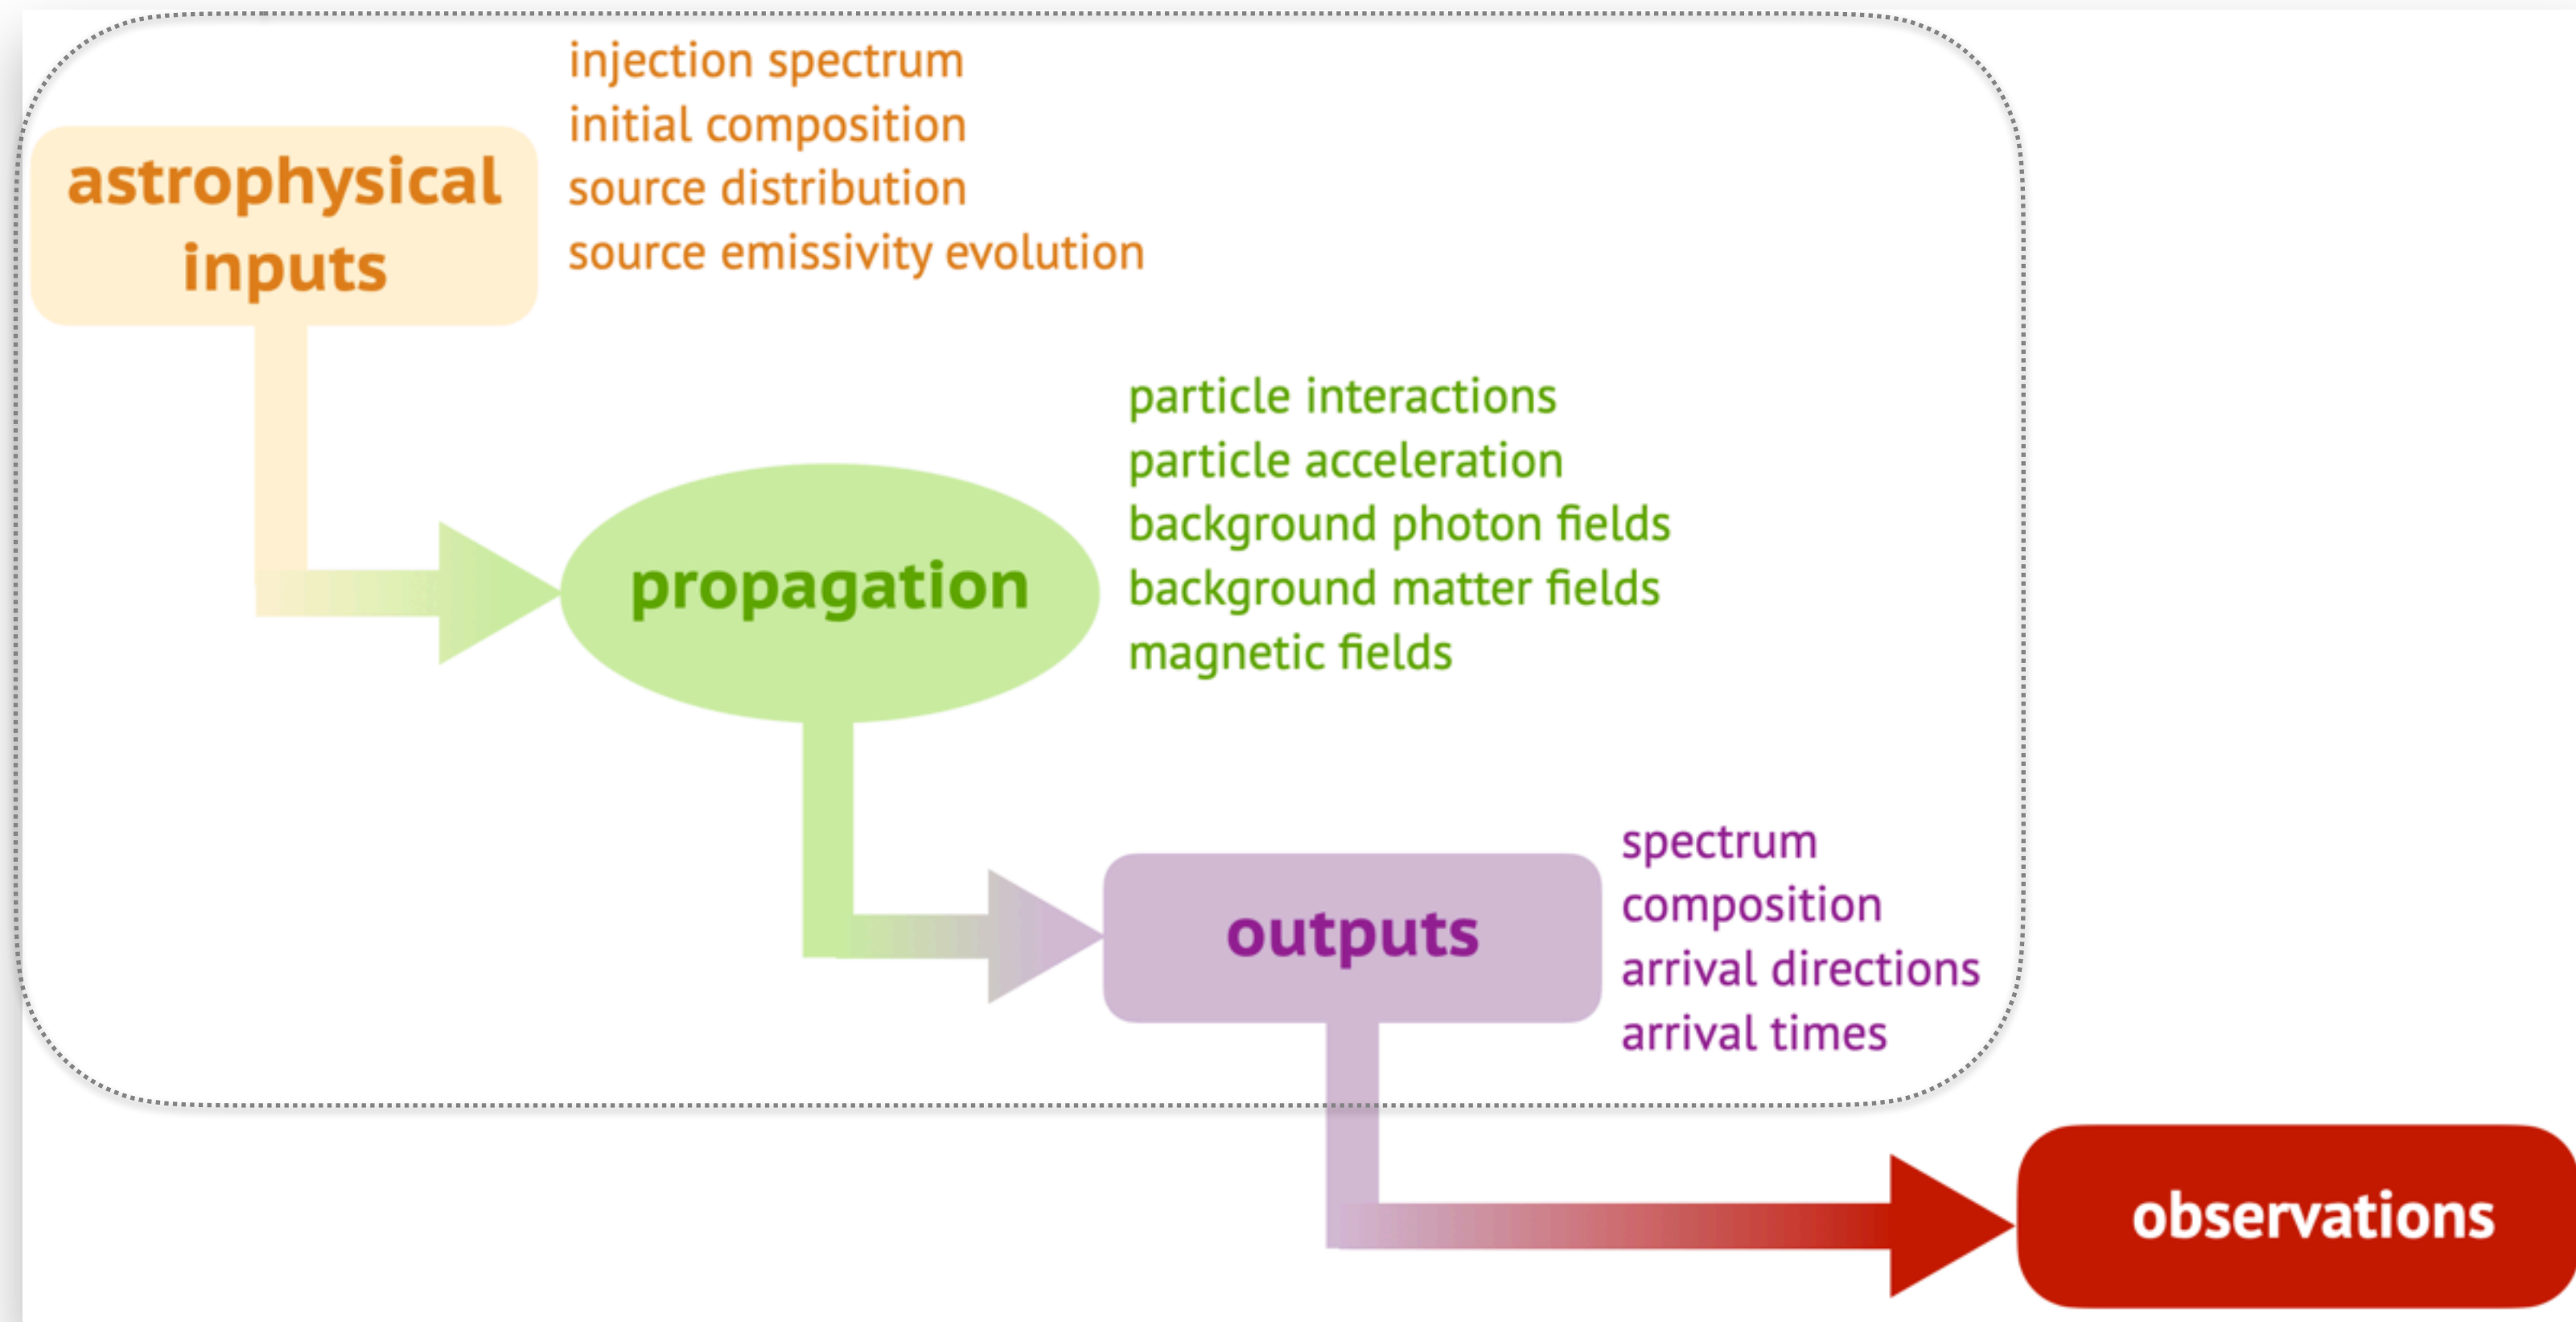 injection spectrum
initial composition
source distribution
source emissivity evolution
astrophysical
inputs
particle interactions
particle acceleration
background photon fields
background matter fields
magnetic fields
propagation
spectrum
composition
arrival directions
arrival times
outputs
observations